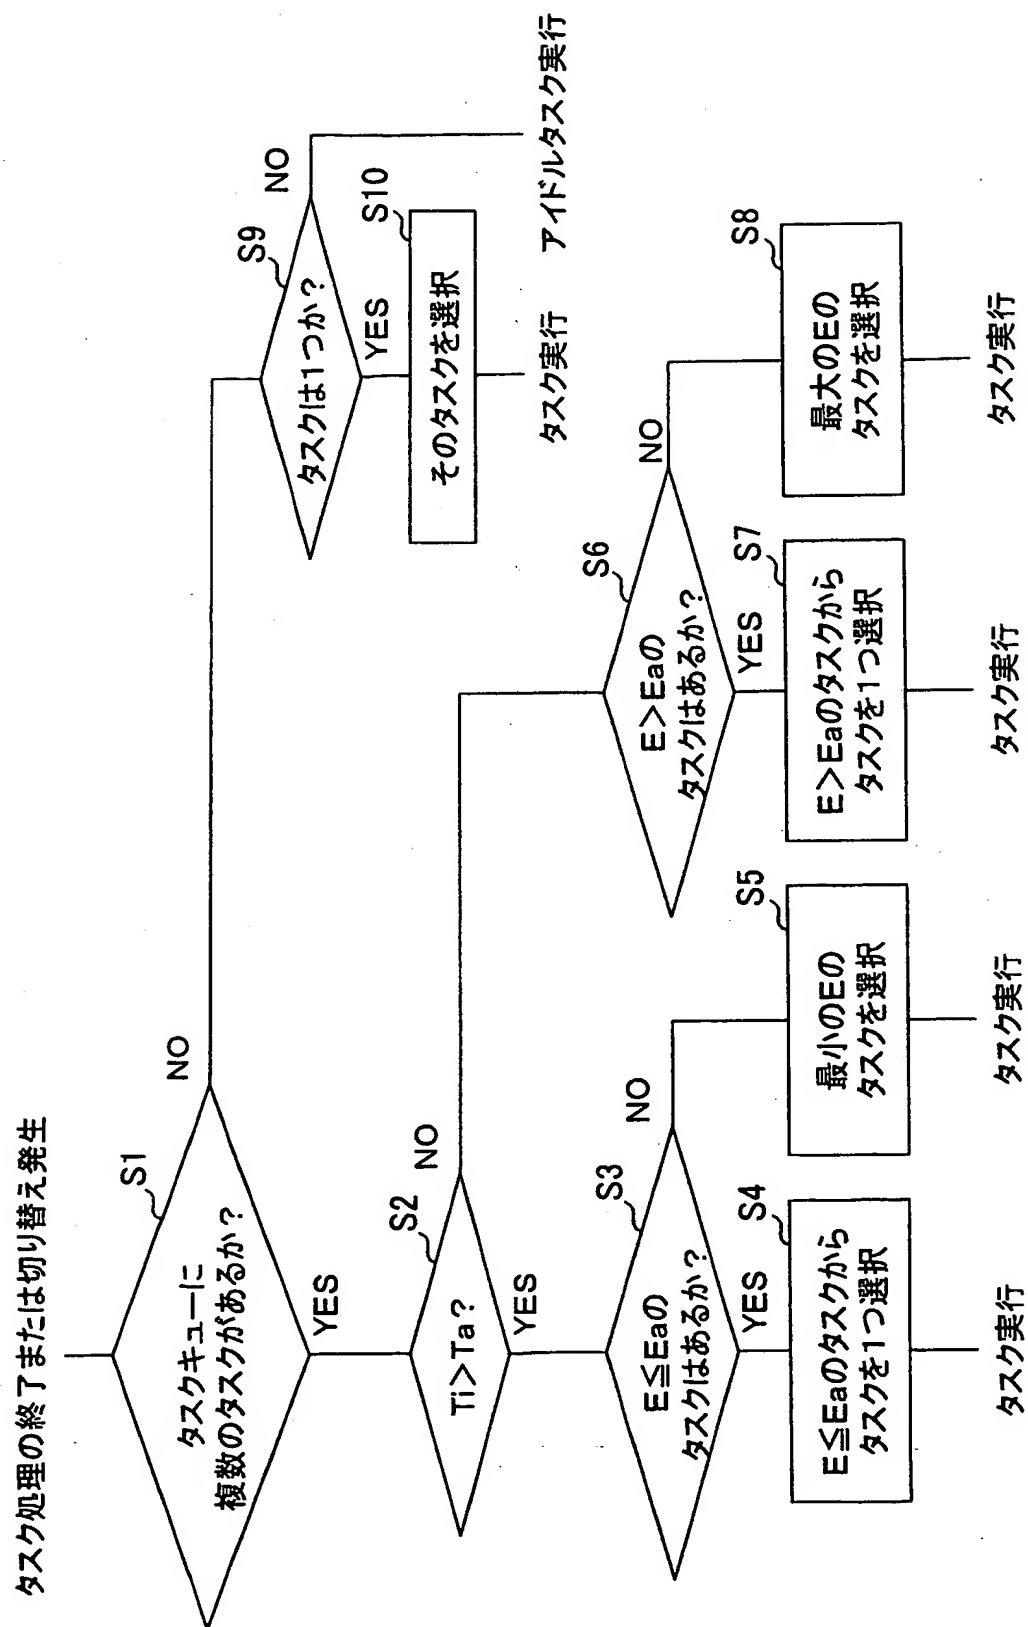 タスク処理の終了または切り替え発生
S1
タスクキューに
複数のタスクがあるか?
NO
YES
S2
Ti>Ta?
NO
YES
S3
E≦Eaの
タスクはあるか?
NO
YES
S4
E≦Eaのタスクから
タスクを1つ選択
タスク実行
S5
最小のEの
タスクを選択
タスク実行
S6
E>Eaの
タスクはあるか?
NO
YES
S7
E>Eaのタスクから
タスクを1つ選択
タスク実行
S8
最大のEの
タスクを選択
タスク実行
S9
タスクは1つか?
NO
YES
S10
そのタスクを選択
タスク実行
アイドルタスク実行